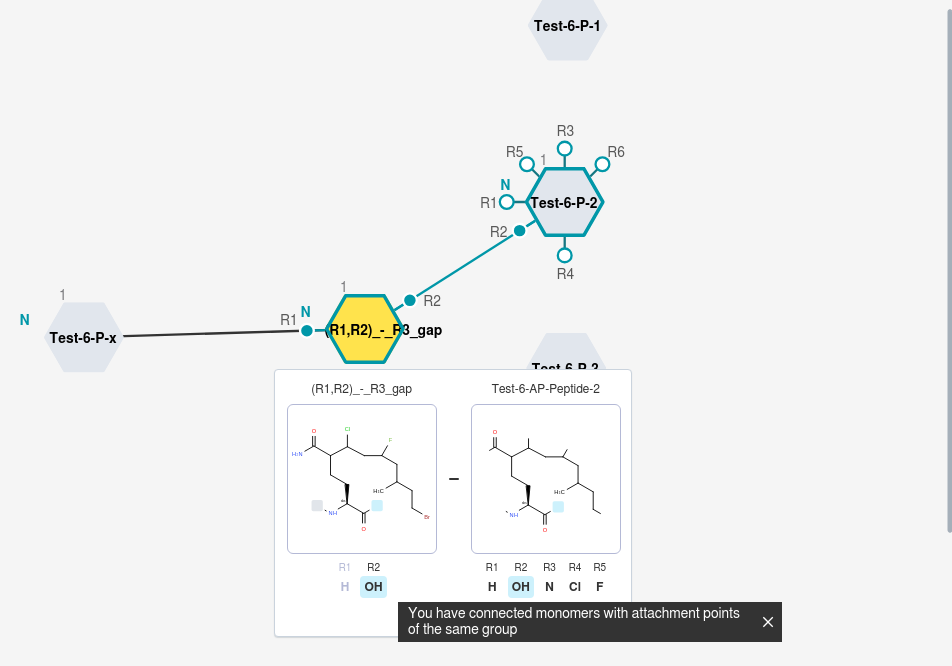 Test-6-P-1
R3
R5
1
R6
N
R1
Test-6-P-2
R2
R4
1
1
R2
N
N
R1
Test-6-P-x
(R1,R2)_-_R3_gap
Test-6-P-3
(R1,R2)_-_R3_gap
Test-6-AP-Peptide-2
O
Cl
F
H₂N
H₃C
NH
O
Br
–
O
H₃C
NH
O
R1 R2
H OH
R1 R2 R3 R4 R5
H OH N Cl F
You have connected monomers with attachment points
of the same group